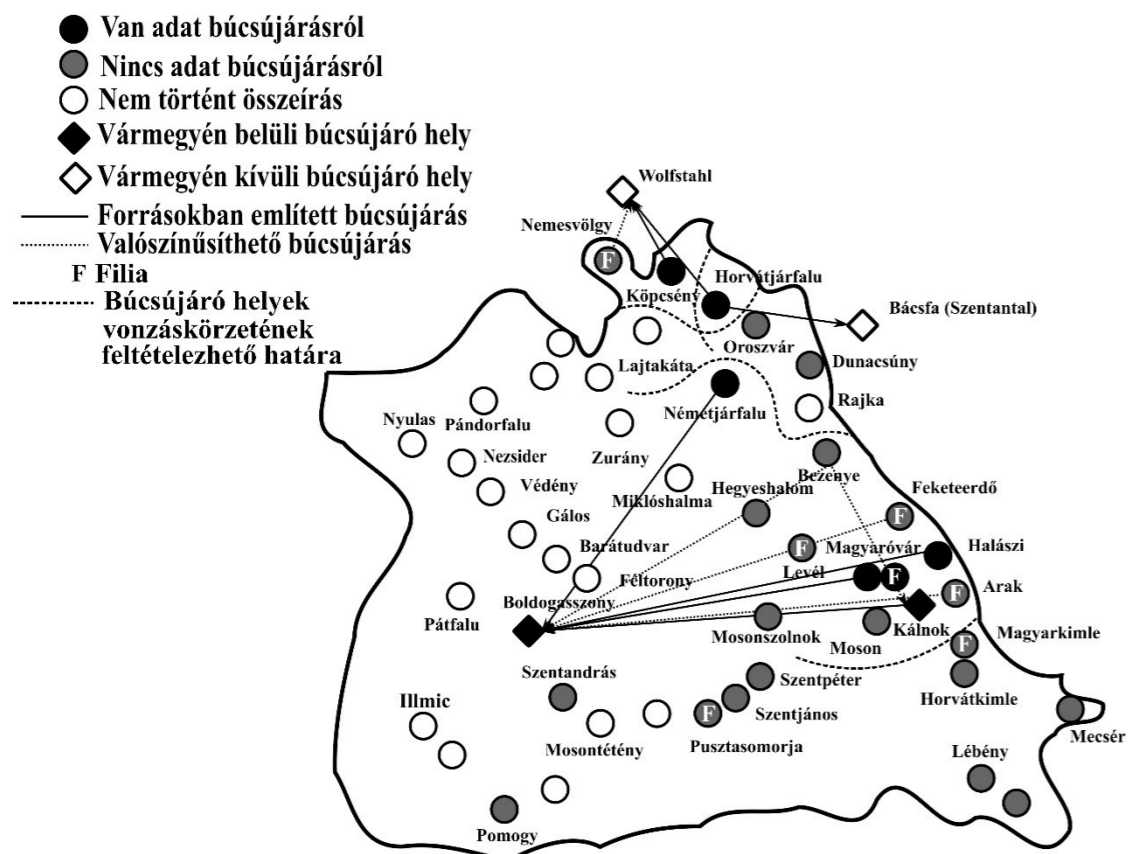 Van adat búcsújárásról
Nincs adat búcsújárásról
Nem történt összeírás
Vármegyén belüli búcsújáró hely
Vármegyén kívüli búcsújáró hely
Forrásokban említett búcsújárás
Valószínűsíthető búcsújárás
F Filia
Búcsújáró helyek
vonzáskörzetének
feltételezhető határa
Wolfstahl
Nemesvölgy
F
Köpcsény
Horvátjárfalu
Bácsfa (Szentantal)
Oroszvár
Dunacsúny
Lajtakáta
Németjárfalu
Rajka
Nyulas
Pándorfalu
Zurány
Nezsider
Bezenye
Védény
Miklóshalma
Hegyeshalom
Feketeerdő
F
Gálos
Barátudvar
F
Levél
Magyaróvár
F
Halászi
Féltorony
Boldogasszony
F
Arak
Pátfalu
Mosonszolnok
Moson
Kálnok
Magyarkimle
F
Szentandrás
Szentpéter
Horvátkimle
Illmic
Mosontétény
F
Pusztasomorja
Szentjános
Mecsér
Lébény
Pomogy